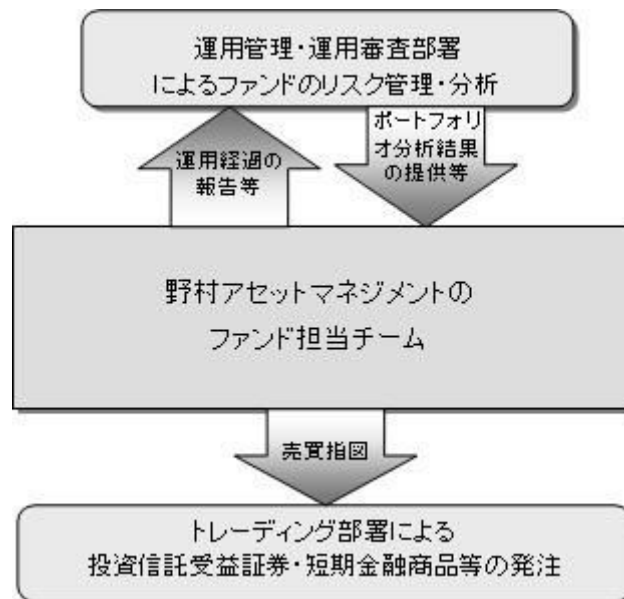 運用管理・運用審査部署
によるファンドのリスク管理・分析
運用経過の
報告等
ポートフォリ
オ分析結果
の提供等
野村アセットマネジメントの
ファンド担当チーム
売買指図
トレーディング部署による
投資信託受益証券・短期金融商品等の発注